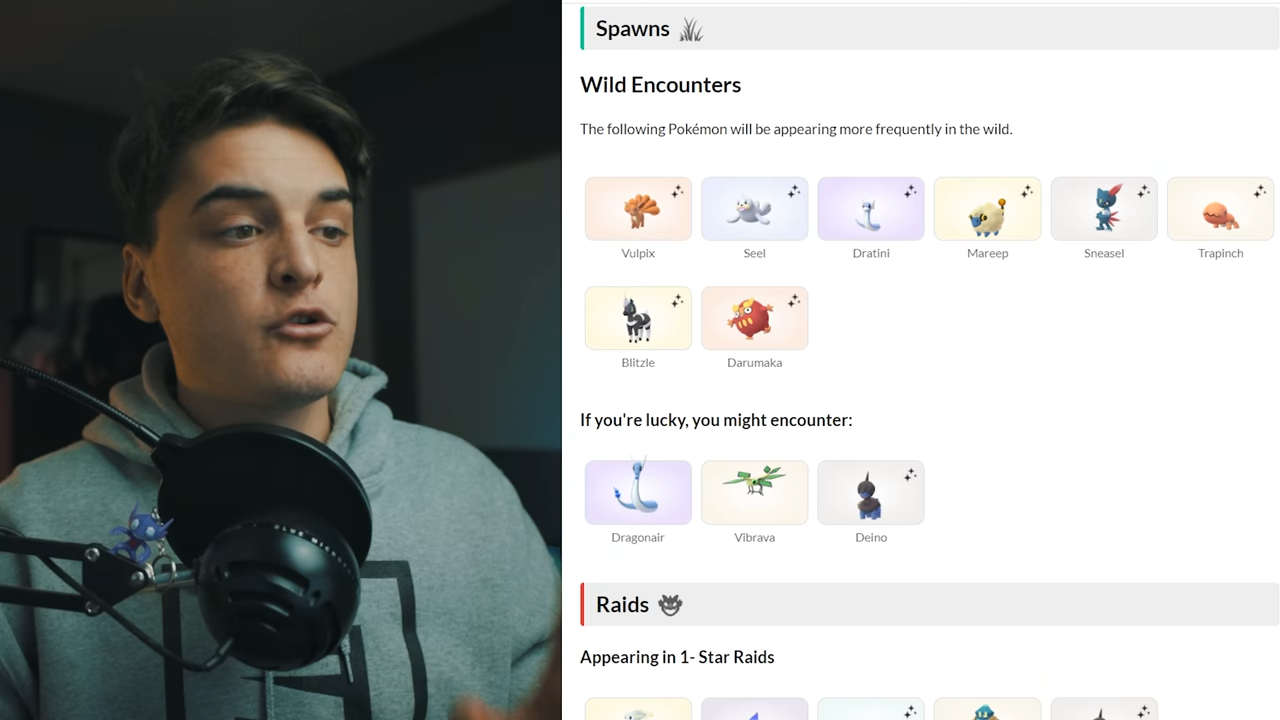 Spawns
Wild Encounters
The following Pokémon will be appearing more frequently in the wild.
Vulpix Seel Dratini Mareep Sneasel Trapinch
Blitzle Darumaka
If you're lucky, you might encounter:
Dragonair Vibrava Deino
Raids
Appearing in 1- Star Raids